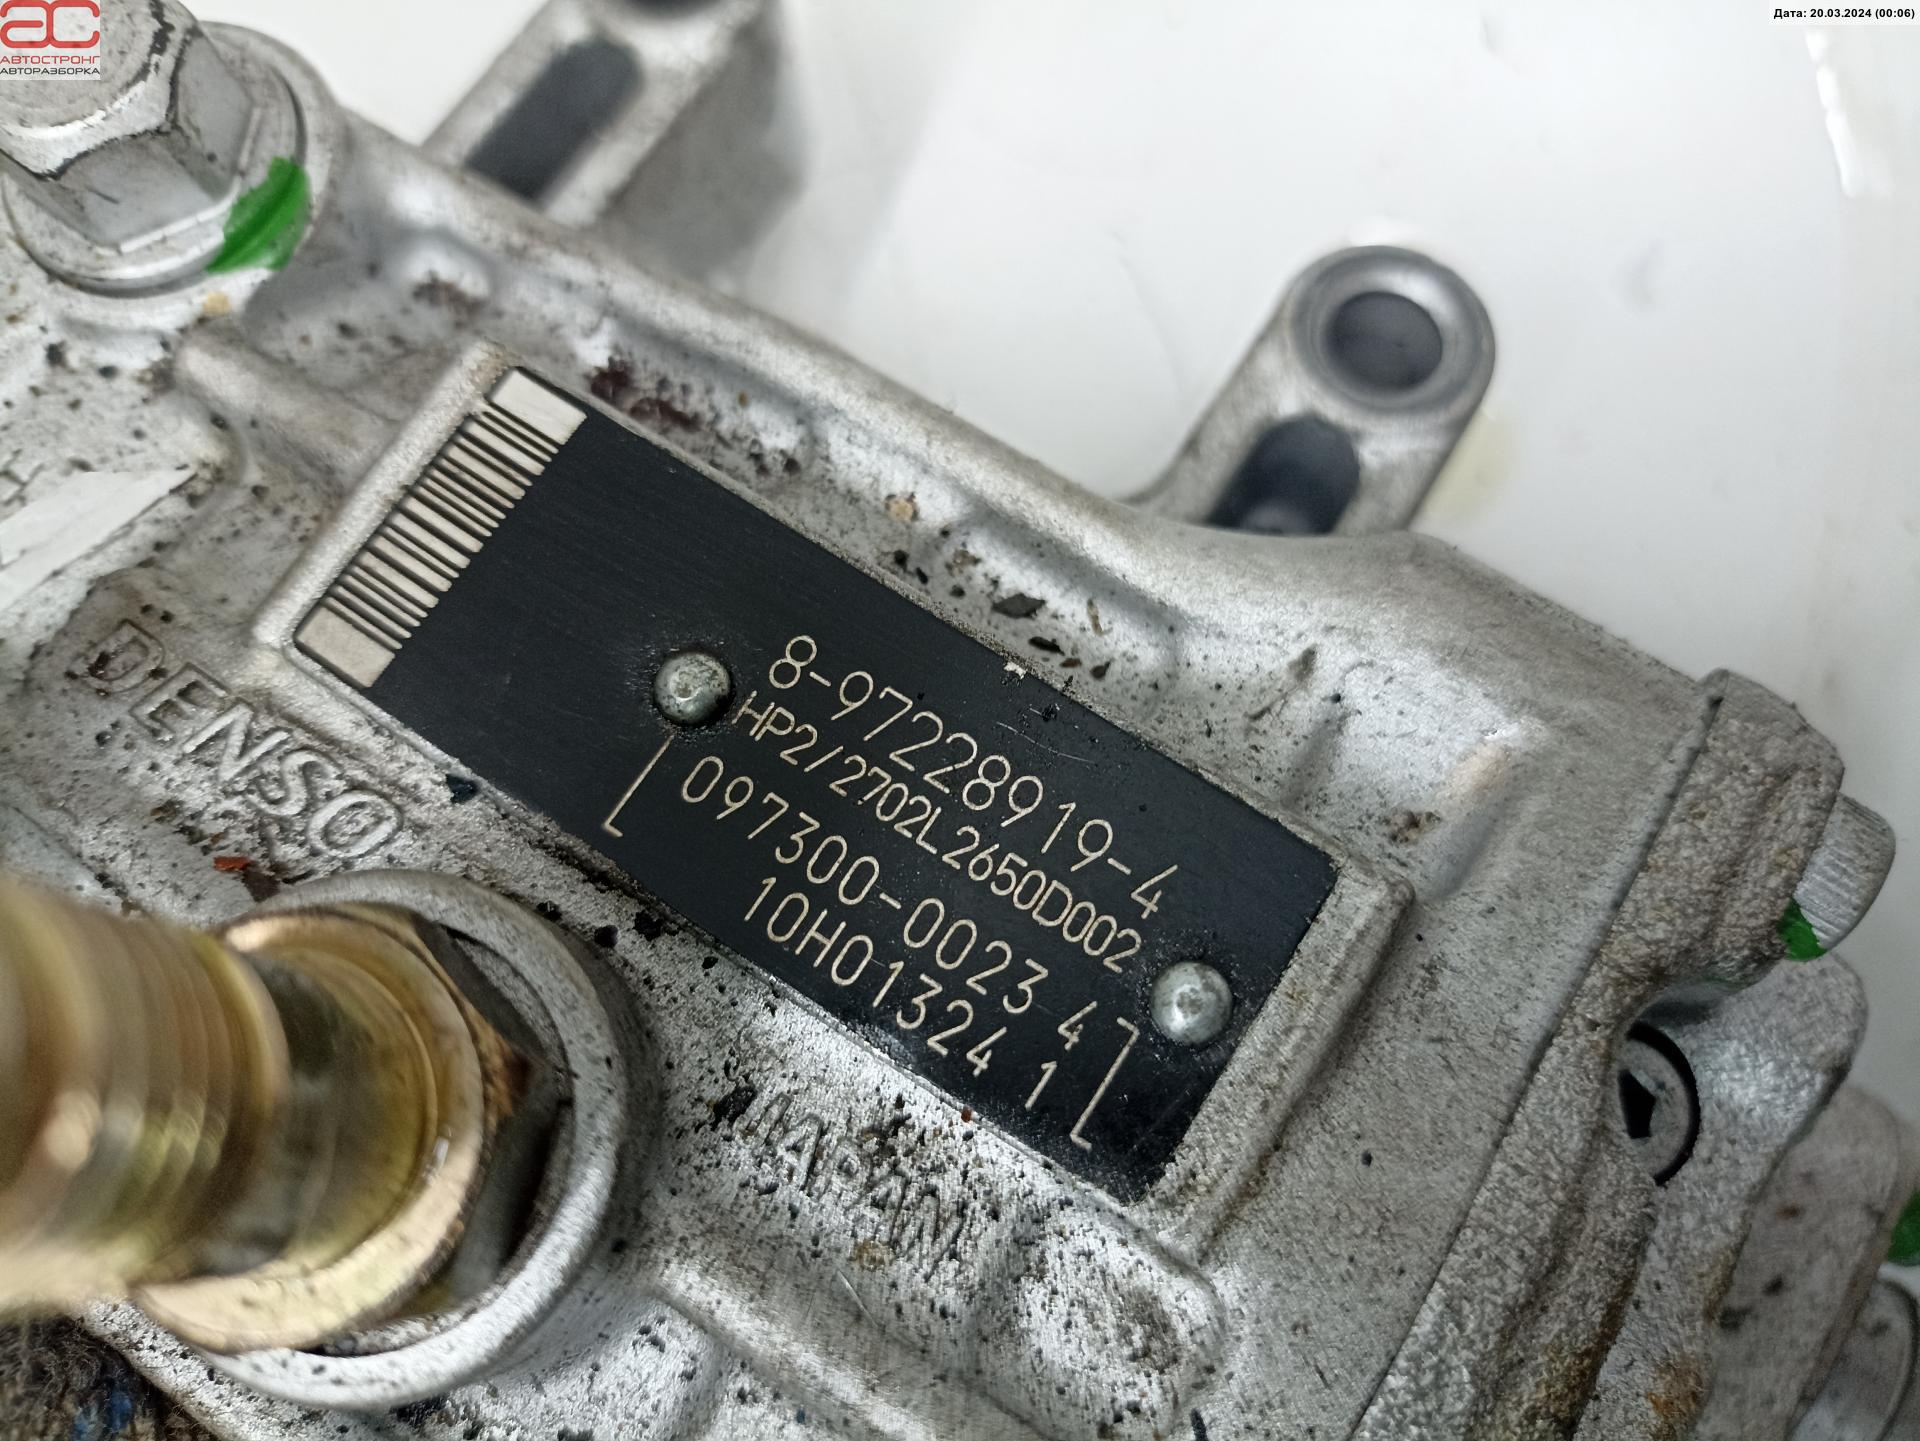 ас
АВТОСТРОНГ
АВТОРАЗБОРКА
Дата: 20.03.2024 (00:06)
8-97228919-4
HP2/2702L2650D002
097300-0023 4
10H01324 1
DENSO
JAPAN